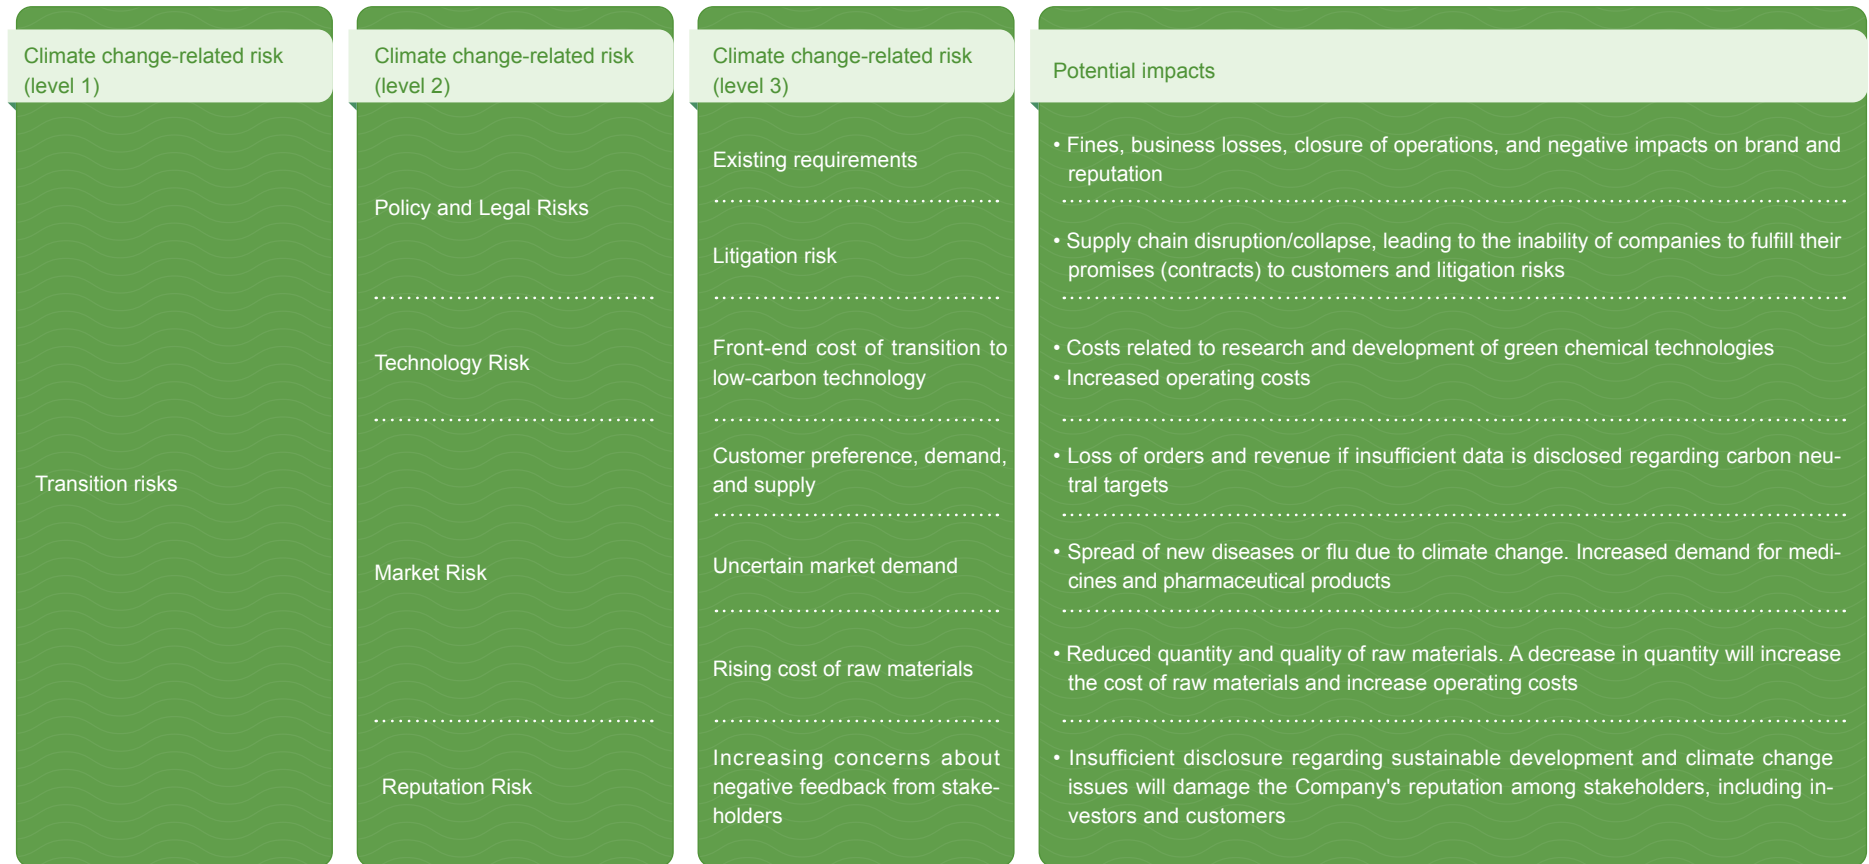 Climate change-related risk
(level 1)
Climate change-related risk
(level 2)
Climate change-related risk
(level 3)
Potential impacts
Transition risks
Policy and Legal Risks
Existing requirements
• Fines, business losses, closure of operations, and negative impacts on brand and
reputation
Litigation risk
• Supply chain disruption/collapse, leading to the inability of companies to fulfill their
promises (contracts) to customers and litigation risks
Technology Risk
Front-end cost of transition to
low-carbon technology
• Costs related to research and development of green chemical technologies
• Increased operating costs
Market Risk
Customer preference, demand,
and supply
• Loss of orders and revenue if insufficient data is disclosed regarding carbon neu-
tral targets
Uncertain market demand
• Spread of new diseases or flu due to climate change. Increased demand for medi-
cines and pharmaceutical products
Rising cost of raw materials
• Reduced quantity and quality of raw materials. A decrease in quantity will increase
the cost of raw materials and increase operating costs
Reputation Risk
Increasing concerns about
negative feedback from stake-
holders
• Insufficient disclosure regarding sustainable development and climate change
issues will damage the Company's reputation among stakeholders, including in-
vestors and customers